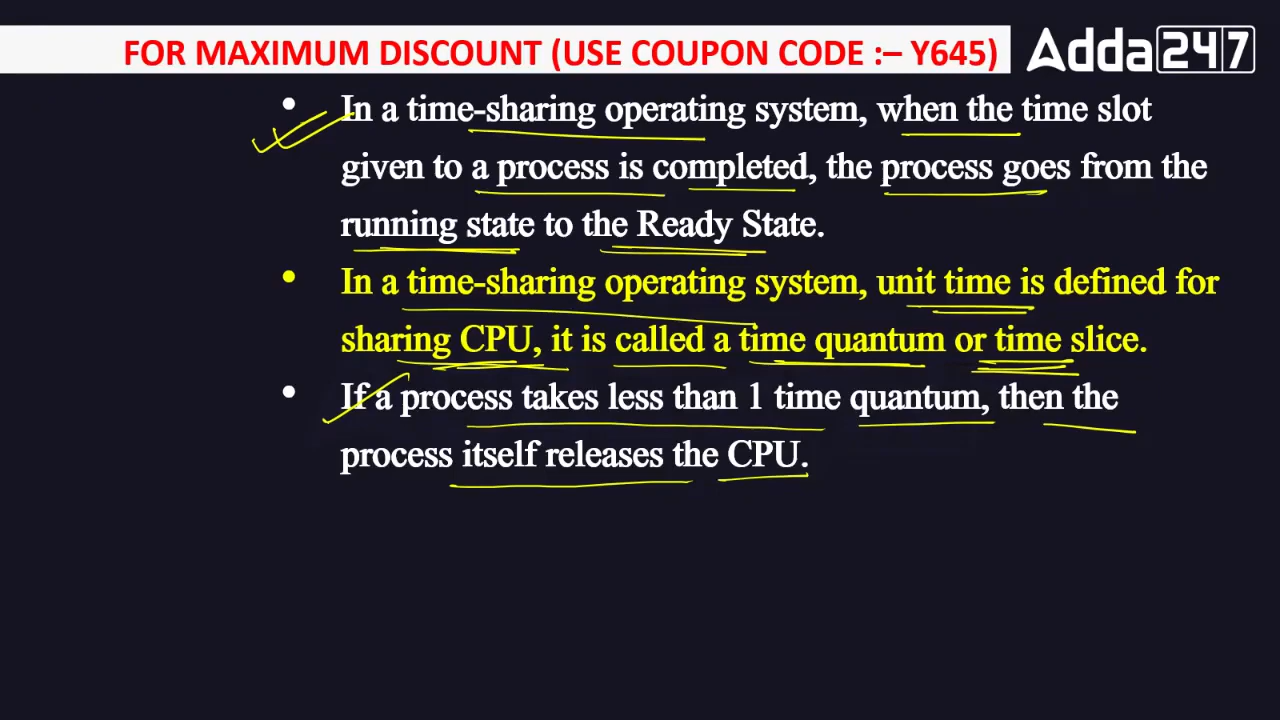 FOR MAXIMUM DISCOUNT (USE COUPON CODE :– Y645)
Adda247
• In a time-sharing operating system, when the time slot
given to a process is completed, the process goes from the
running state to the Ready State.
• In a time-sharing operating system, unit time is defined for
sharing CPU, it is called a time quantum or time slice.
• If a process takes less than 1 time quantum, then the
process itself releases the CPU.